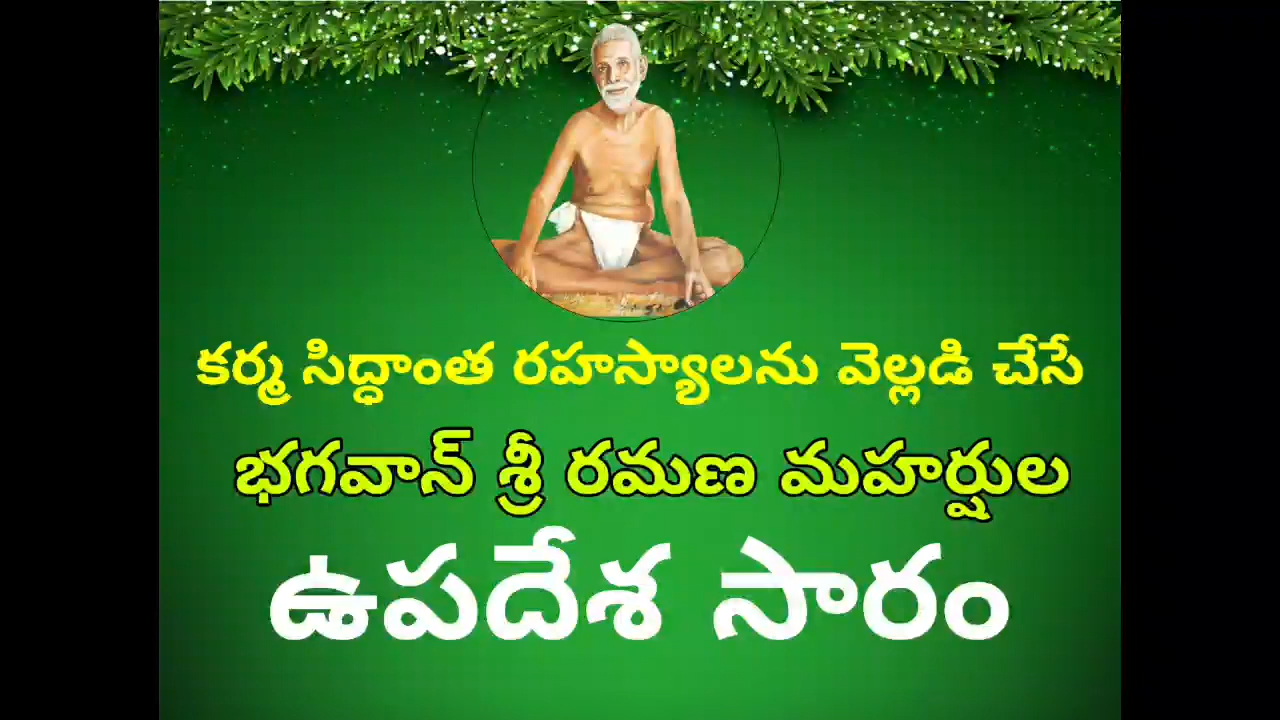 కర్మ సిద్ధాంత రహస్యాలను వెల్లడి చేసే
భగవాన్ శ్రీ రమణ మహర్షుల
ఉపదేశ సారం